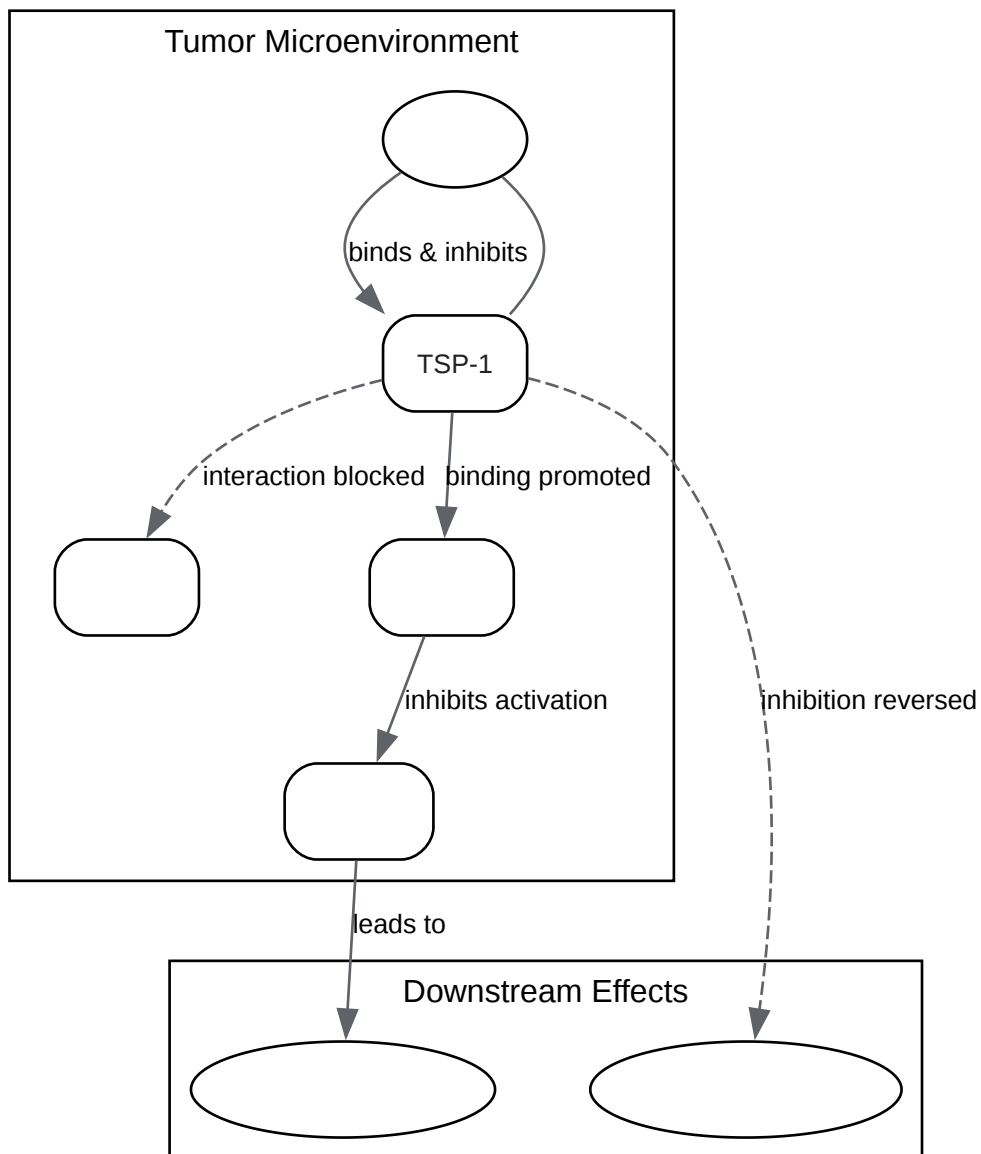 Tumor Microenvironment
binds & inhibits
TSP-1
interaction blocked
binding promoted
inhibits activation
inhibition reversed
leads to
Downstream Effects